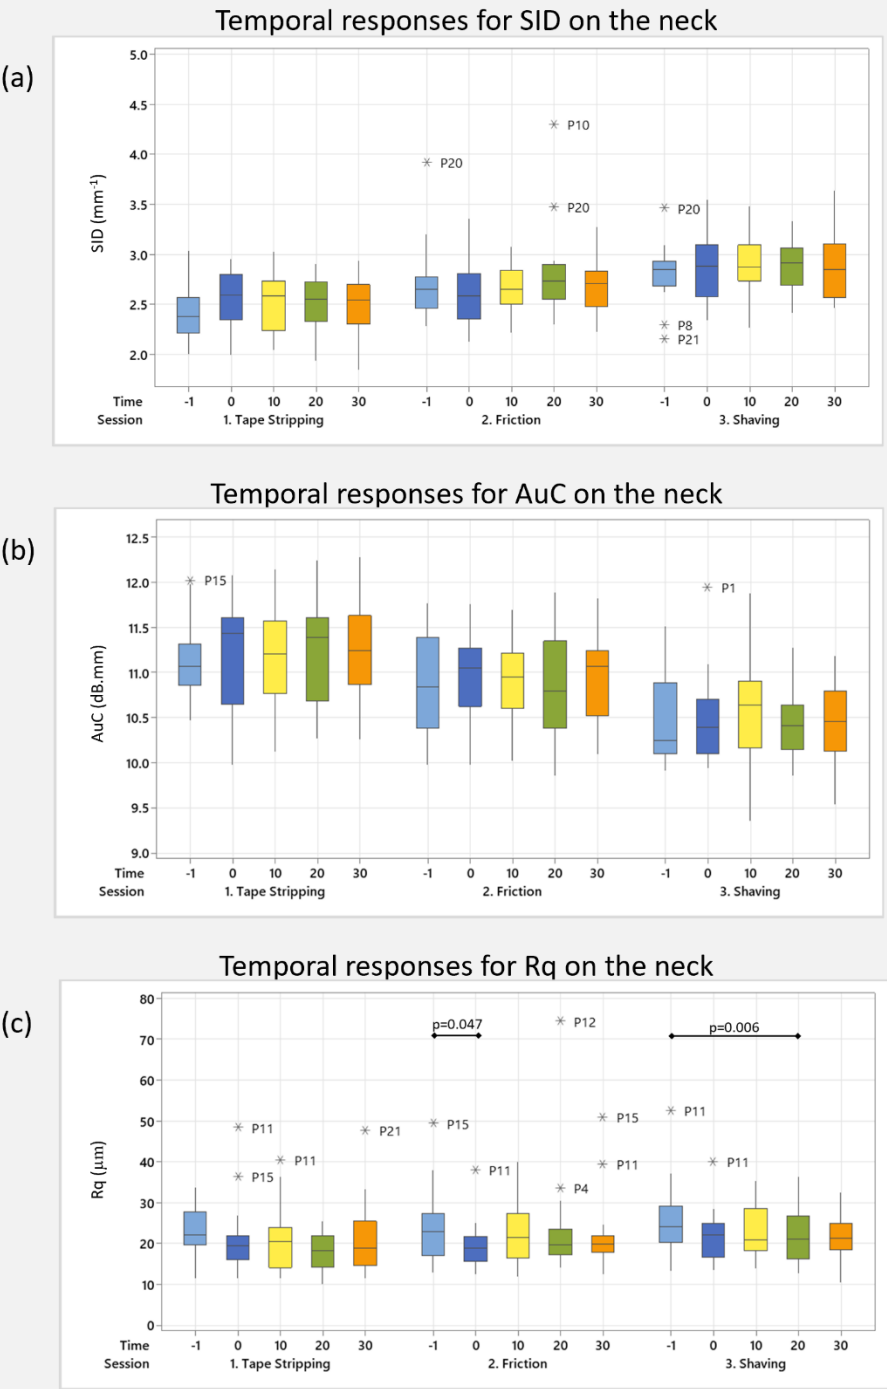 Temporal responses for SID on the neck
(a)
5.0
4.5
4.0
3.5
3.0
2.5
2.0
SID (mm-1)
P20
P10
P20
P20
P8
P21
Time -1 0 10 20 30 -1 0 10 20 30 -1 0 10 20 30
Session 1. Tape Stripping 2. Friction 3. Shaving
Temporal responses for AuC on the neck
(b)
12.5
12.0
11.5
11.0
10.5
10.0
9.5
9.0
AuC (dB.mm)
P15
P1
Time -1 0 10 20 30 -1 0 10 20 30 -1 0 10 20 30
Session 1. Tape Stripping 2. Friction 3. Shaving
Temporal responses for Rq on the neck
(c)
80
70
60
50
40
30
20
10
0
Rq (μm)
p=0.047
p=0.006
P12
P11
P15
P11
P21
P15
P11
P4
P15
P11
P11
P11
Time -1 0 10 20 30 -1 0 10 20 30 -1 0 10 20 30
Session 1. Tape Stripping 2. Friction 3. Shaving